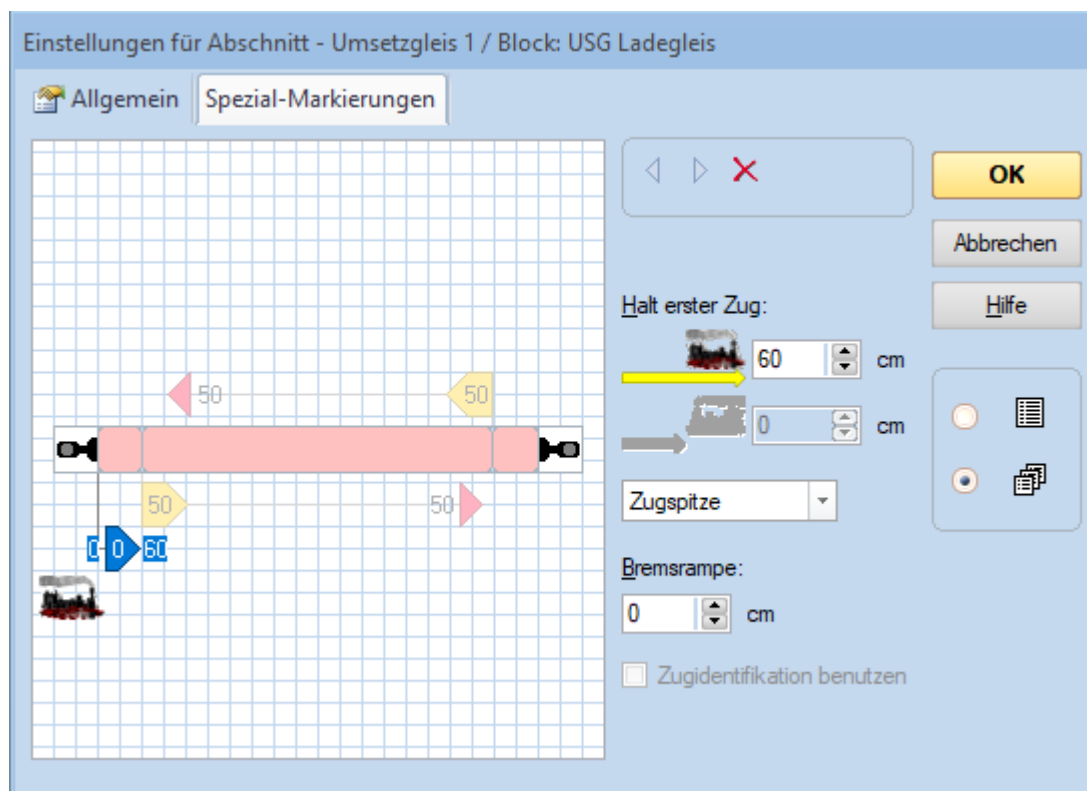 Einstellungen für Abschnitt - Umsetzgleis 1 / Block: USG Ladegleis
Allgemein
Spezial-Markierungen
OK
Abbrechen
Hilfe
Halt erster Zug:
60 cm
0 cm
Zugspitze
Bremsrampe:
0 cm
Zugidentifikation benutzen
50 50
50 50
0 0 60